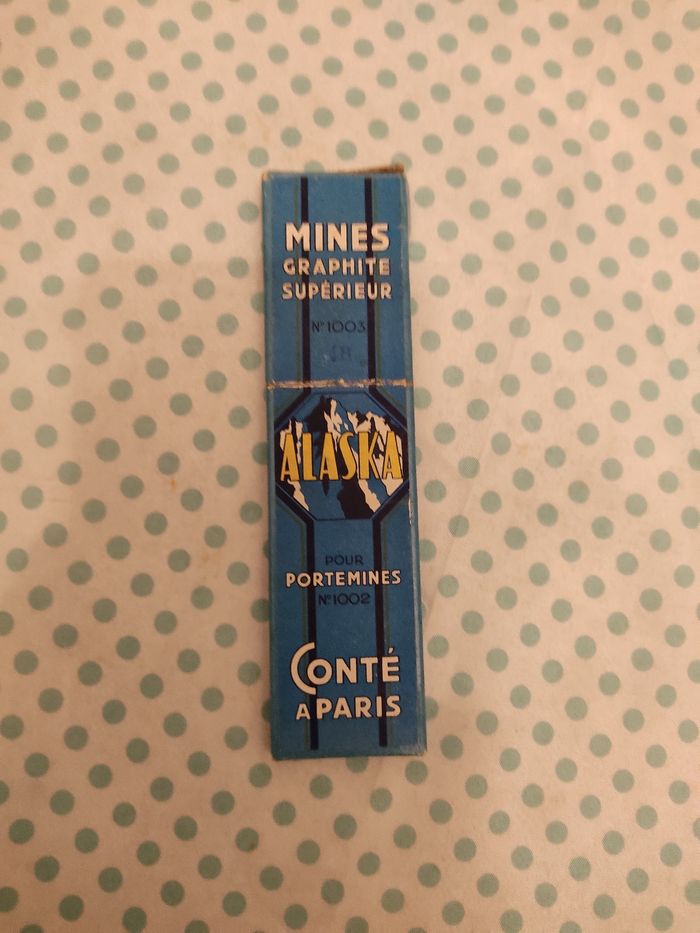 MINES
GRAPHITE
SUPÉRIEUR
Nº1003
ALASKA
POUR
PORTEMINES
Nº1002
CONTÉ
A PARIS